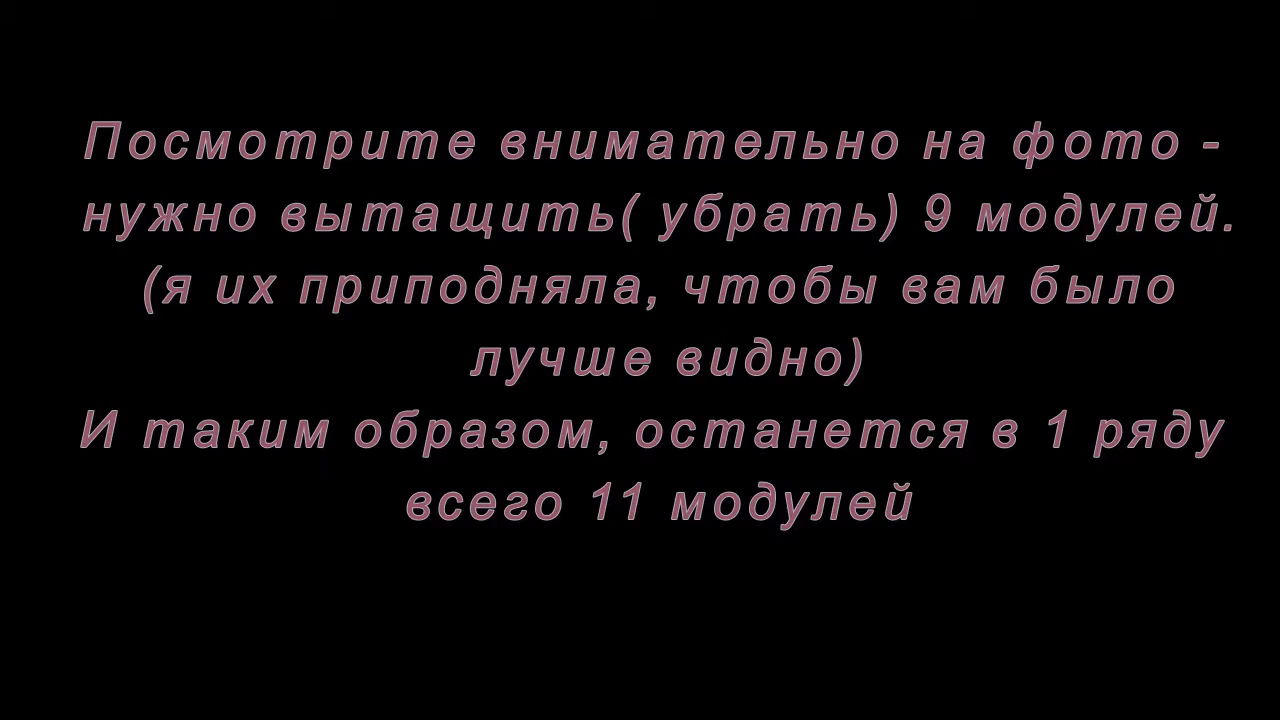 Посмотрите внимательно на фото -
нужно вытащить( убрать) 9 модулей.
(я их приподняла, чтобы вам было
лучше видно)
И таким образом, останется в 1 ряду
всего 11 модулей